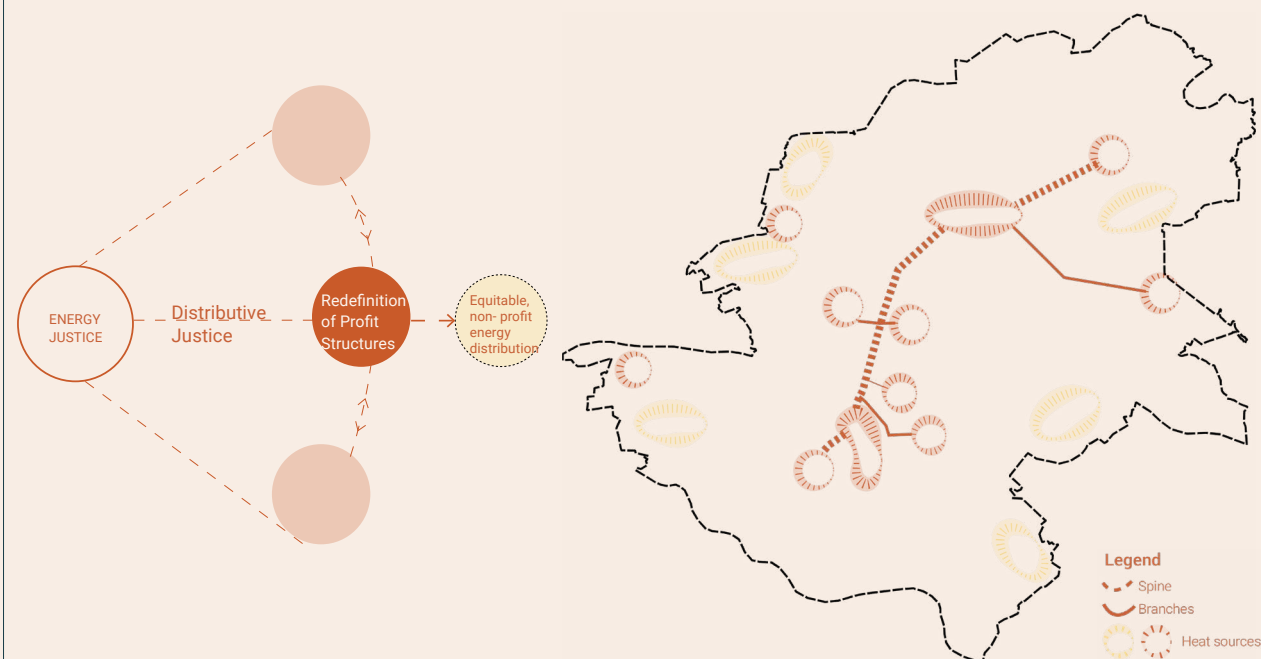 ENERGY
JUSTICE
Distributive
Justice
Redefinition
of Profit
Structures
Equitable,
non- profit
energy
distribution
Legend
Spine
Branches
Heat sources